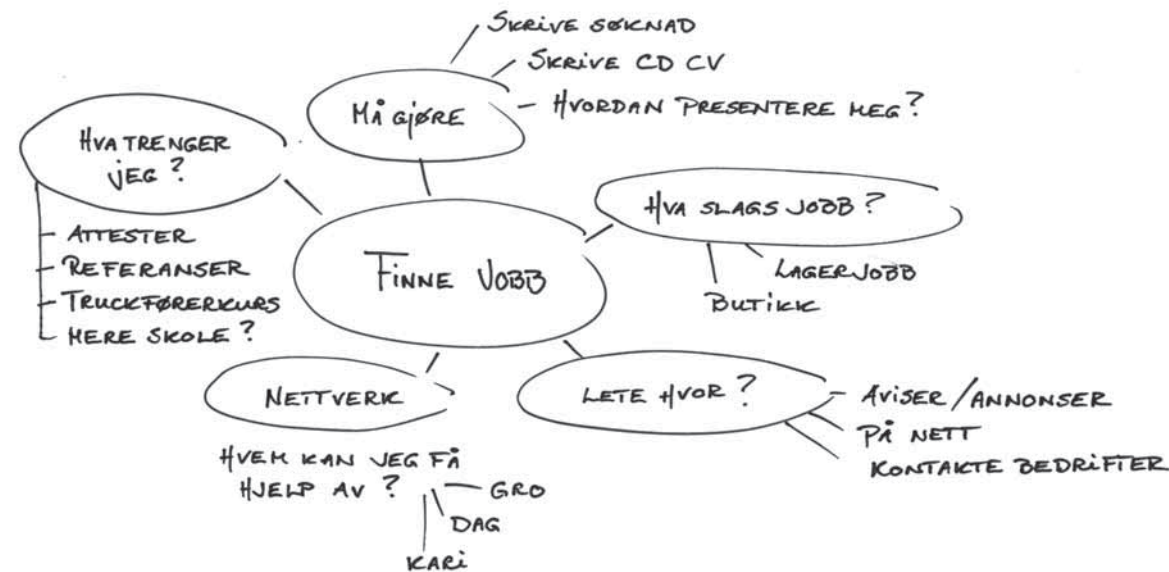 SKRIVE SØKNAD
SKRIVE CD CV
HVORDAN PRESENTERE MEG?
MÅ GJØRE
HVA TRENGER
JEG?
ATTESTER
REFERANSER
TRUCKFØRERKURS
MERE SKOLE?
HVA SLAGS JOBB?
LAGERJOBB
BUTIKK
FINNE JOBB
NETTVERK
HVEM KAN JEG FÅ
HJELP AV?
GRO
DAG
KARI
LETE HVOR?
AVISER/ANNONSER
PÅ NETT
KONTAKTE BEDRIFTER